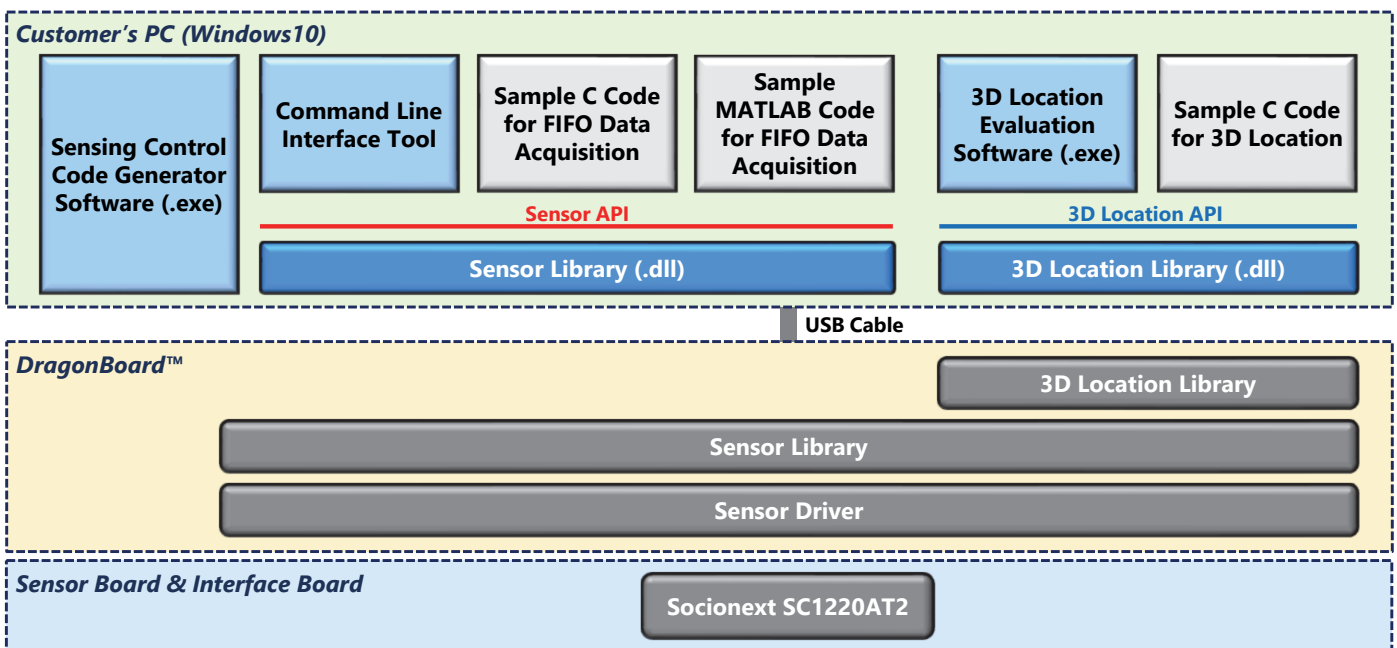 Customer’s PC (Windows10)
Sensing Control
Code Generator
Software (.exe)
Command Line
Interface Tool
Sample C Code
for FIFO Data
Acquisition
Sample
MATLAB Code
for FIFO Data
Acquisition
3D Location
Evaluation
Software (.exe)
Sample C Code
for 3D Location
Sensor API
3D Location API
Sensor Library (.dll)
3D Location Library (.dll)
USB Cable
DragonBoard™
3D Location Library
Sensor Library
Sensor Driver
Sensor Board & Interface Board
Socionext SC1220AT2